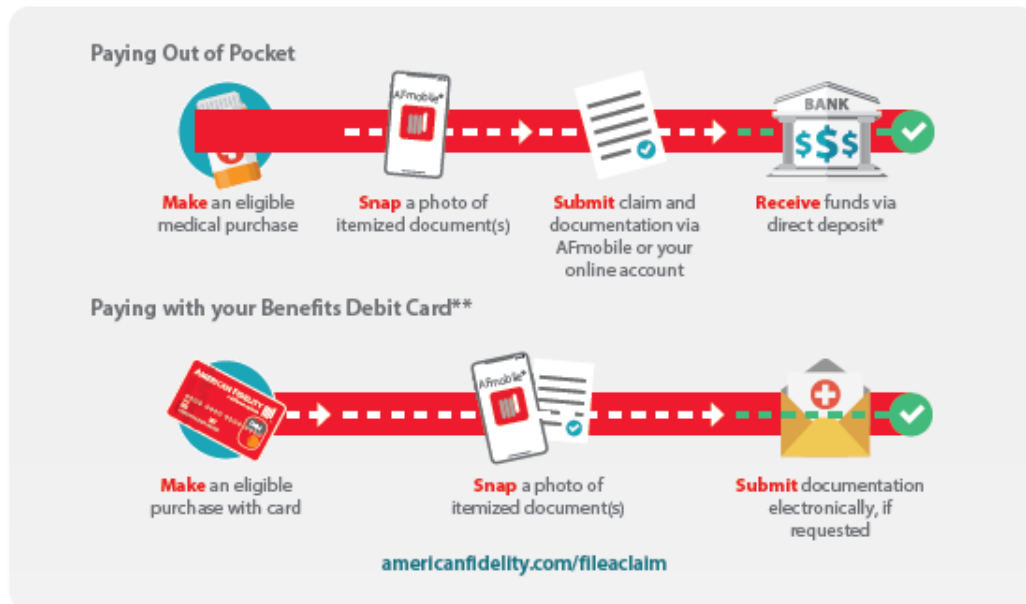 Paying Out of Pocket
AFmobile®
BANK
$$$
Make an eligible
medical purchase
Snap a photo of
itemized document(s)
Submit claim and
documentation via
AFmobile or your
online account
Receive funds via
direct deposit*
Paying with your Benefits Debit Card**
AMERICAN FIDELITY
AFmobile®
Make an eligible
purchase with card
Snap a photo of
itemized document(s)
Submit documentation
electronically, if
requested
americanfidelity.com/fileaclaim